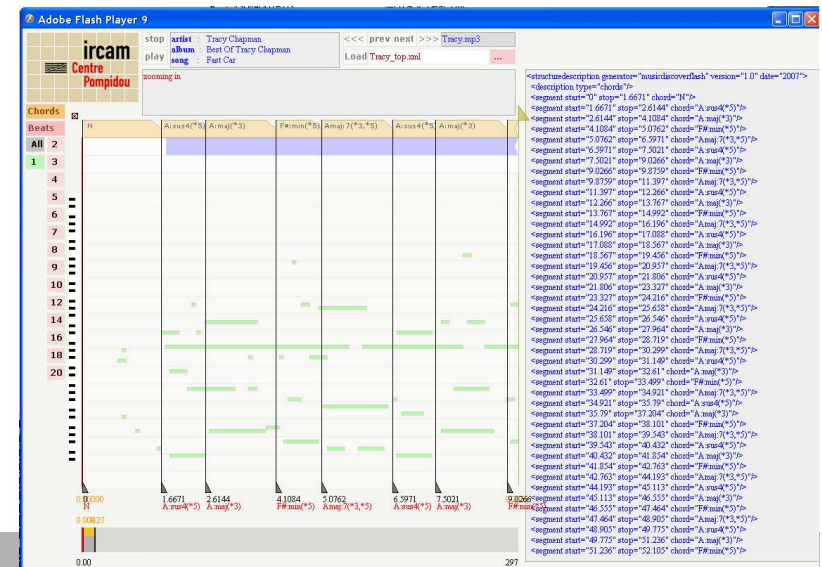 Adobe Flash Player 9
ircam
Centre
Pompidou
stop
play
artist : Tracy Chapman
album : Best Of Tracy Chapman
song : Fast Car
<<< prev next >>> Tracy.mp3
Load Tracy_top.xml ...
zooming in
Chords
Beats
All 2
1 3
4
5
6
7
8
9
10
12
14
16
18
20
N A:sus4(*5) A:maj(*3) F#:min(*5) Amaj:7(*3,*5) A:sus4(*5) A:maj(*3)
1.6671 2.6144 4.1084 5.0762 6.5971 7.5021 9.0266
N A:sus4(*5) A:maj(*3) F#:min(*5) Amaj:7(*3,*5) A:sus4(*5) A:maj(*3) F#:min(*5)
0.00 297
<structuredescription generator="musicdiscoverflash" version="1.0" date="2007">
<description type="chords">
<segment start="0" stop="1.6671" chord="N"/>
<segment start="1.6671" stop="2.6144" chord="A:sus4(*5)"/>
<segment start="2.6144" stop="4.1084" chord="A:maj(*3)"/>
<segment start="4.1084" stop="5.0762" chord="F#:min(*5)"/>
<segment start="5.0762" stop="6.5971" chord="Amaj:7(*3,*5)"/>
<segment start="6.5971" stop="7.5021" chord="A:sus4(*5)"/>
<segment start="7.5021" stop="9.0266" chord="A:maj(*3)"/>
<segment start="9.0266" stop="9.8759" chord="F#:min(*5)"/>
<segment start="9.8759" stop="11.397" chord="Amaj:7(*3,*5)"/>
<segment start="11.397" stop="12.266" chord="A:sus4(*5)"/>
<segment start="12.266" stop="13.767" chord="A:maj(*3)"/>
<segment start="13.767" stop="14.992" chord="F#:min(*5)"/>
<segment start="14.992" stop="16.196" chord="Amaj:7(*3,*5)"/>
<segment start="16.196" stop="17.088" chord="A:sus4(*5)"/>
<segment start="17.088" stop="18.567" chord="A:maj(*3)"/>
<segment start="18.567" stop="19.456" chord="F#:min(*5)"/>
<segment start="19.456" stop="20.957" chord="Amaj:7(*3,*5)"/>
<segment start="20.957" stop="21.806" chord="A:sus4(*5)"/>
<segment start="21.806" stop="23.327" chord="A:maj(*3)"/>
<segment start="23.327" stop="24.216" chord="F#:min(*5)"/>
<segment start="24.216" stop="25.658" chord="Amaj:7(*3,*5)"/>
<segment start="25.658" stop="26.546" chord="A:sus4(*5)"/>
<segment start="26.546" stop="27.964" chord="A:maj(*3)"/>
<segment start="27.964" stop="28.719" chord="F#:min(*5)"/>
<segment start="28.719" stop="30.299" chord="Amaj:7(*3,*5)"/>
<segment start="30.299" stop="31.149" chord="A:sus4(*5)"/>
<segment start="31.149" stop="32.61" chord="A:maj(*3)"/>
<segment start="32.61" stop="33.499" chord="F#:min(*5)"/>
<segment start="33.499" stop="34.921" chord="Amaj:7(*3,*5)"/>
<segment start="34.921" stop="35.79" chord="A:sus4(*5)"/>
<segment start="35.79" stop="37.204" chord="A:maj(*3)"/>
<segment start="37.204" stop="38.101" chord="F#:min(*5)"/>
<segment start="38.101" stop="39.543" chord="Amaj:7(*3,*5)"/>
<segment start="39.543" stop="40.432" chord="A:sus4(*5)"/>
<segment start="40.432" stop="41.854" chord="A:maj(*3)"/>
<segment start="41.854" stop="42.763" chord="F#:min(*5)"/>
<segment start="42.763" stop="44.193" chord="Amaj:7(*3,*5)"/>
<segment start="44.193" stop="45.113" chord="A:sus4(*5)"/>
<segment start="45.113" stop="46.555" chord="A:maj(*3)"/>
<segment start="46.555" stop="47.464" chord="F#:min(*5)"/>
<segment start="47.464" stop="48.905" chord="Amaj:7(*3,*5)"/>
<segment start="48.905" stop="49.775" chord="A:sus4(*5)"/>
<segment start="49.775" stop="51.236" chord="A:maj(*3)"/>
<segment start="51.236" stop="52.105" chord="F#:min(*5)"/>